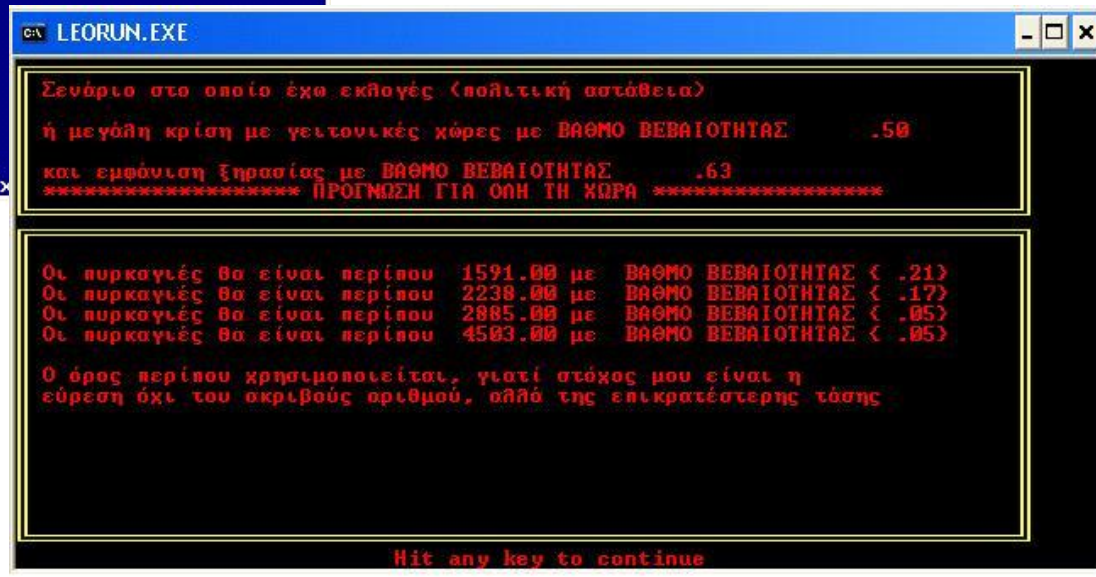 LEORUN.EXE
Σενάριο στο οποίο έχω εκλογές (πολιτική αστάθεια)
ή μεγάλη κρίση με γειτονικές χώρες με ΒΑΘΜΟ ΒΕΒΑΙΟΤΗΤΑΣ .50
και εμφάνιση ξηρασίας με ΒΑΘΜΟ ΒΕΒΑΙΟΤΗΤΑΣ .63
******************* ΠΡΟΓΝΩΣΗ ΓΙΑ ΟΛΗ ΤΗ ΧΩΡΑ *****************
Οι πυρκαγιές θα είναι περίπου 1591.00 με ΒΑΘΜΟ ΒΕΒΑΙΟΤΗΤΑΣ { .21}
Οι πυρκαγιές θα είναι περίπου 2238.00 με ΒΑΘΜΟ ΒΕΒΑΙΟΤΗΤΑΣ { .17}
Οι πυρκαγιές θα είναι περίπου 2885.00 με ΒΑΘΜΟ ΒΕΒΑΙΟΤΗΤΑΣ { .05}
Οι πυρκαγιές θα είναι περίπου 4503.00 με ΒΑΘΜΟ ΒΕΒΑΙΟΤΗΤΑΣ { .05}
Ο όρος περίπου χρησιμοποιείται, γιατί στόχος μου είναι η
εύρεση όχι του ακριβούς αριθμού, αλλά της επικρατέστερης τάσης
Hit any key to continue